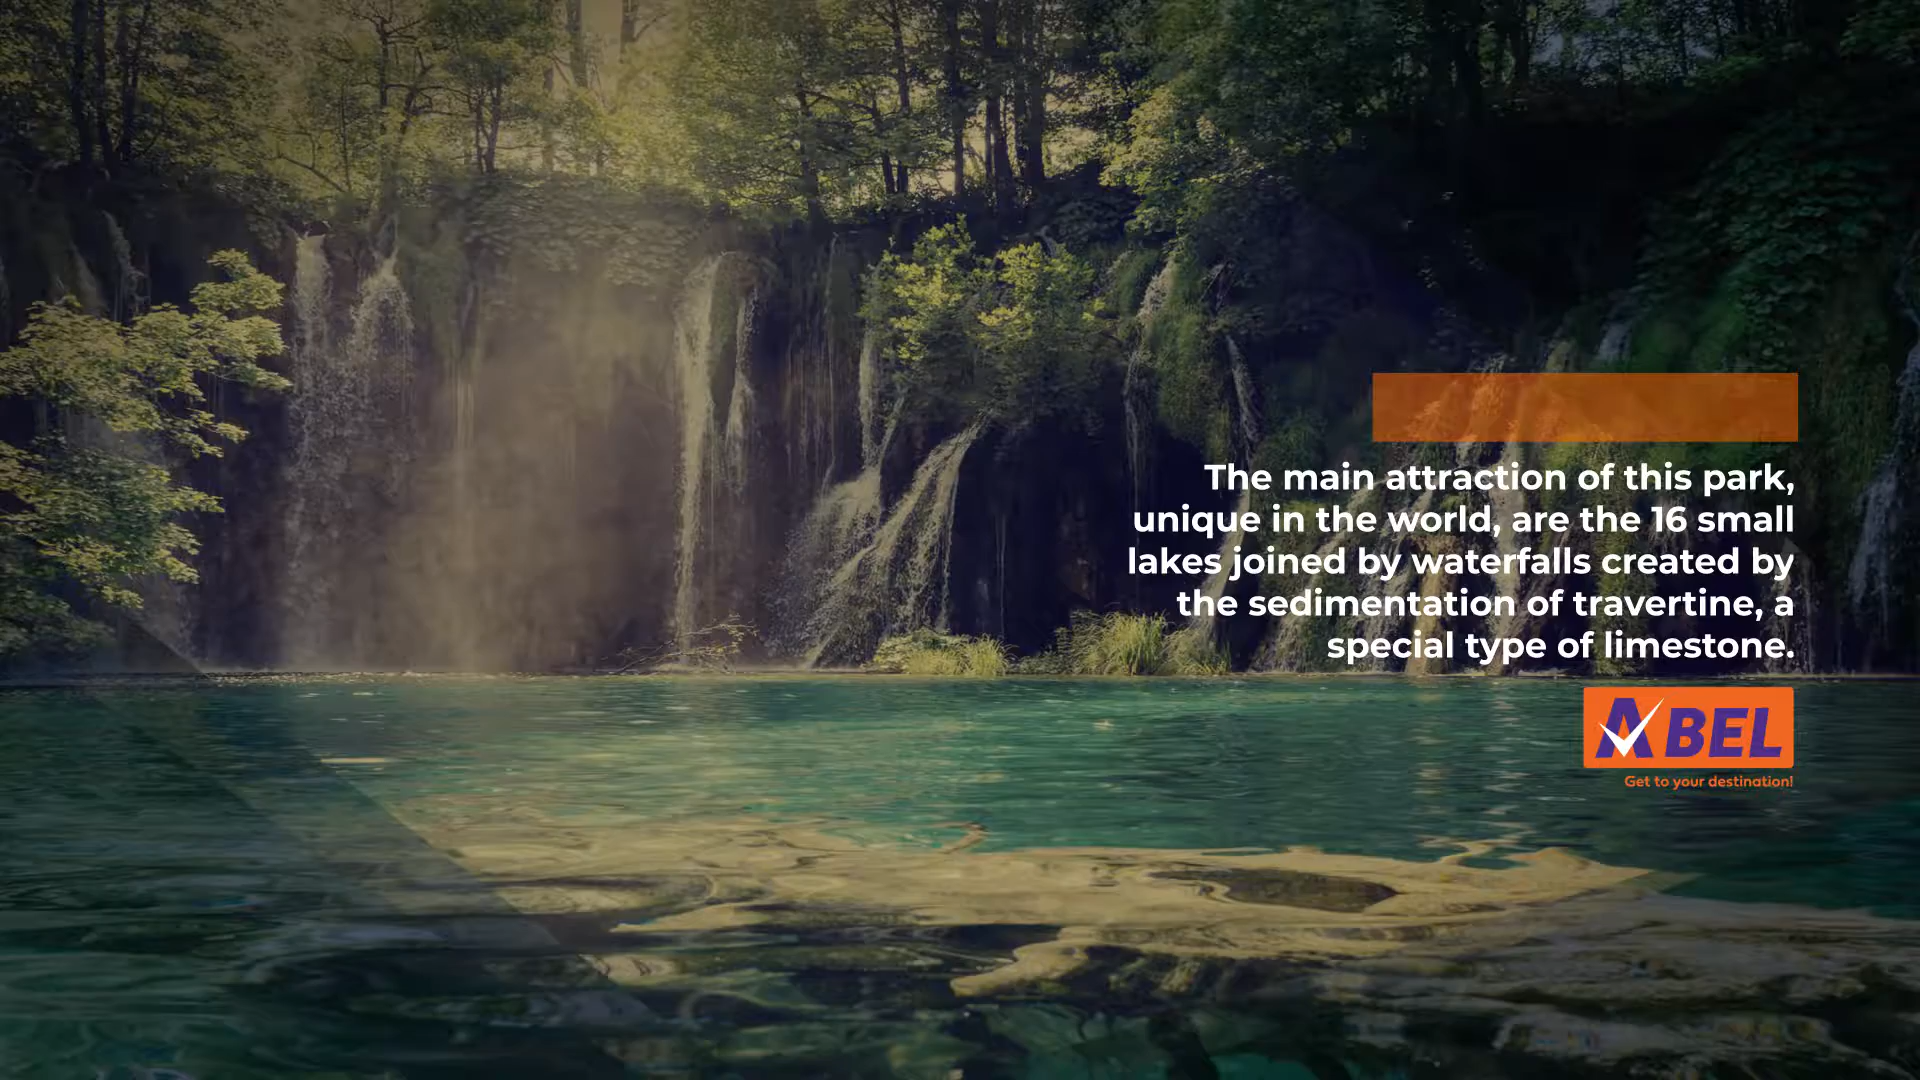 The main attraction of this park,
unique in the world, are the 16 small
lakes joined by waterfalls created by
the sedimentation of travertine, a
special type of limestone.
ABEL
Get to your destination!